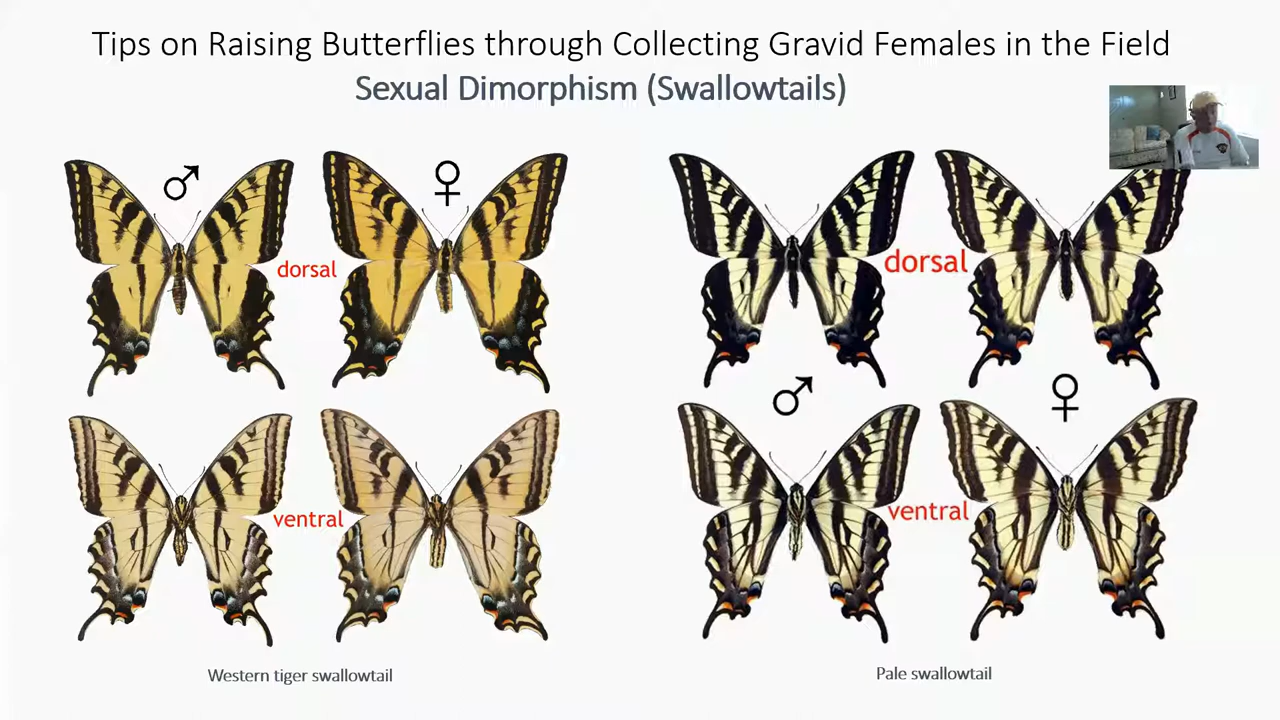 Tips on Raising Butterflies through Collecting Gravid Females in the Field
Sexual Dimorphism (Swallowtails)
♂
♀
dorsal
dorsal
♂
♀
ventral
ventral
Western tiger swallowtail
Pale swallowtail